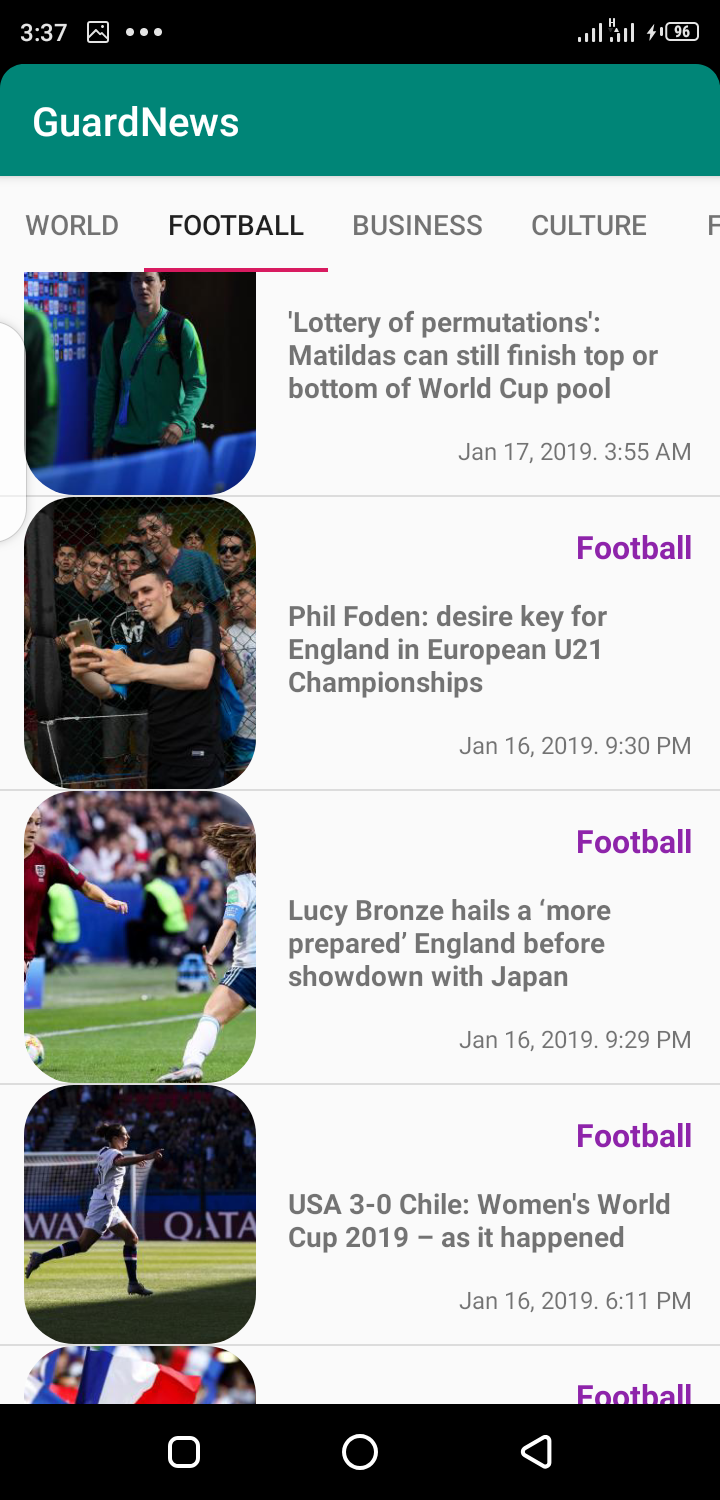 3:37
H
96
GuardNews
WORLD FOOTBALL BUSINESS CULTURE F
'Lottery of permutations':
Matildas can still finish top or
bottom of World Cup pool
Jan 17, 2019. 3:55 AM
Football
Phil Foden: desire key for
England in European U21
Championships
Jan 16, 2019. 9:30 PM
Football
Lucy Bronze hails a ‘more
prepared’ England before
showdown with Japan
Jan 16, 2019. 9:29 PM
Football
WAYS QATA
USA 3-0 Chile: Women's World
Cup 2019 – as it happened
Jan 16, 2019. 6:11 PM
Football